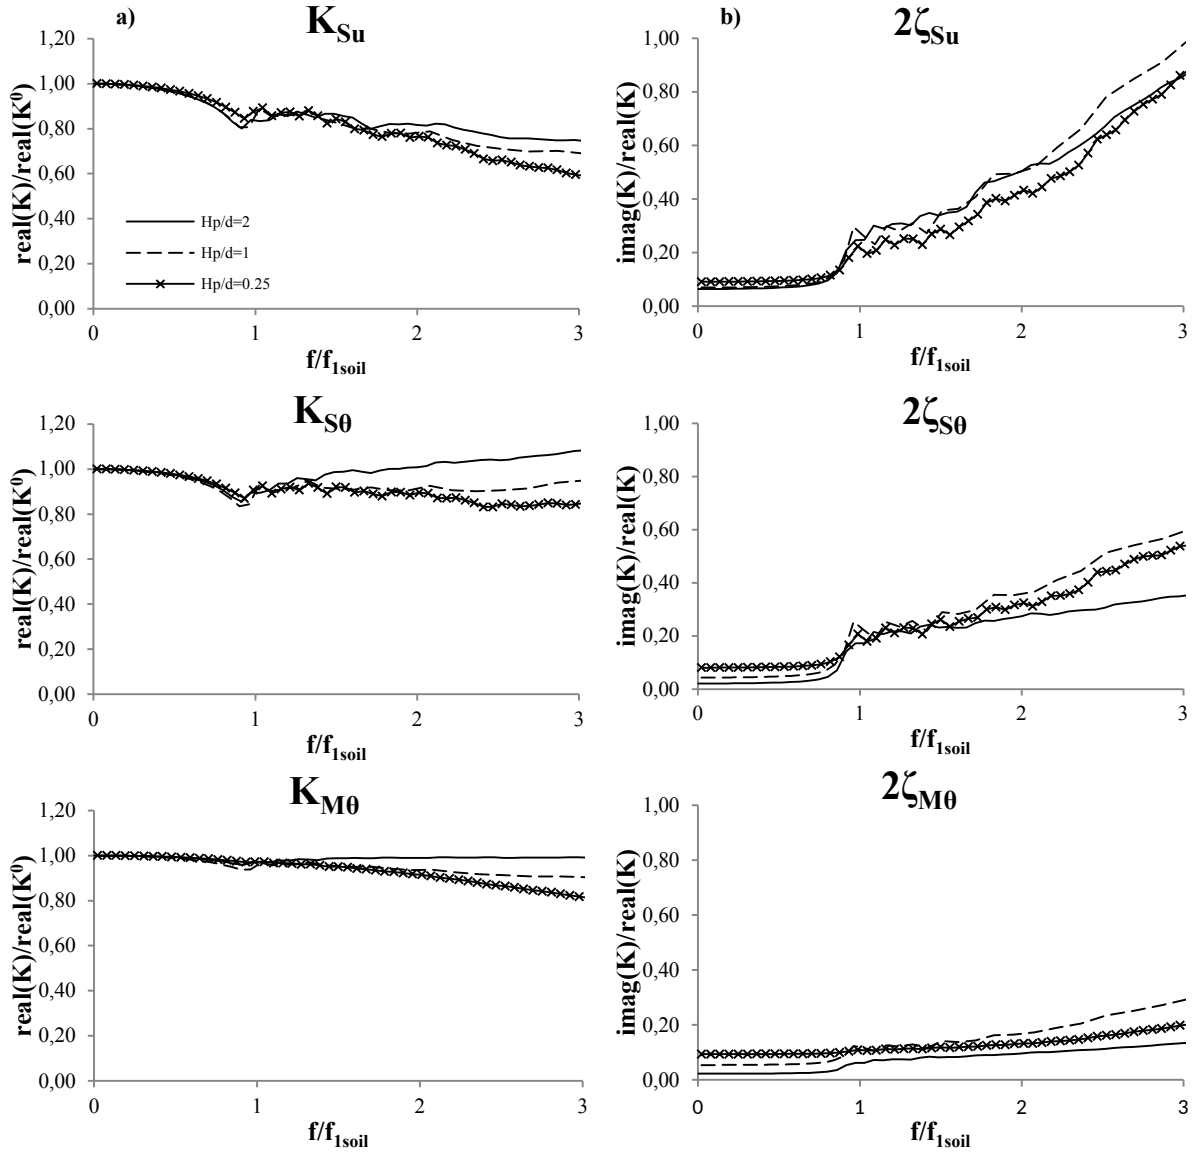 a)
K_Su
real(K)/real(K⁰)
1,20
1,00
0,80
0,60
0,40
0,20
0,00
Hp/d=2
Hp/d=1
Hp/d=0.25
0 1 2 3
f/f_1soil
b)
2ζ_Su
imag(K)/real(K)
1,00
0,80
0,60
0,40
0,20
0,00
0 1 2 3
f/f_1soil
K_Sθ
real(K)/real(K⁰)
1,20
1,00
0,80
0,60
0,40
0,20
0,00
0 1 2 3
f/f_1soil
2ζ_Sθ
imag(K)/real(K)
1,00
0,80
0,60
0,40
0,20
0,00
0 1 2 3
f/f_1soil
K_Mθ
real(K)/real(K⁰)
1,20
1,00
0,80
0,60
0,40
0,20
0,00
0 1 2 3
f/f_1soil
2ζ_Mθ
imag(K)/real(K)
1,00
0,80
0,60
0,40
0,20
0,00
0 1 2 3
f/f_1soil